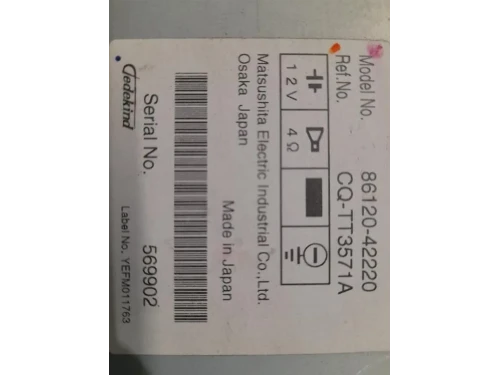 Model No. 86120-42220
Ref.No. CQ-TT3571A
12V 4Ω
Matsushita Electric Industrial Co.,Ltd.
Osaka Japan
Made in Japan
Serial No. 569902
Jedekind
Label No. YEFM011763